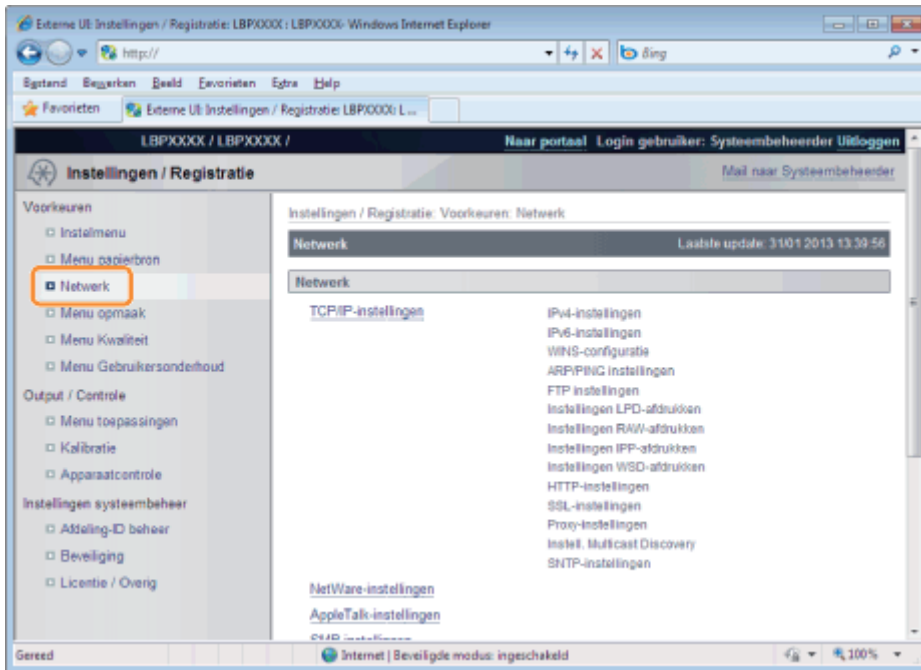 Externe UI: Instellingen / Registratie: LBPXXXX : LBPXXXX- Windows Internet Explorer
http://
Bing
Bestand Bewerken Beeld Favorieten Extra Help
Favorieten
Externe UI: Instellingen / Registratie: LBPXXXX: L...
LBPXXXX / LBPXXXX /
Naar portaal Login gebruiker: Systeembeheerder Uitloggen
Instellingen / Registratie
Mail naar Systeembeheerder
Voorkeuren
Instelmenu
Menu papierbron
Netwerk
Menu opmaak
Menu Kwaliteit
Menu Gebruikersonderhoud
Output / Controle
Menu toepassingen
Kalibratie
Apparaatcontrole
Instellingen systeembeheer
Afdeling-ID beheer
Beveiliging
Licentie / Overig
Instellingen / Registratie: Voorkeuren: Netwerk
Netwerk
Laatste update: 31/01 2013 13:39:56
Netwerk
TCP/IP-instellingen
IPv4-instellingen
IPv6-instellingen
WINS-configuratie
ARP/PING instellingen
FTP instellingen
Instellingen LPD-afdrukken
Instellingen RAW-afdrukken
Instellingen IPP-afdrukken
Instellingen WSD-afdrukken
HTTP-instellingen
SSL-instellingen
Proxy-instellingen
Instell. Multicast Discovery
SNTP-instellingen
NetWare-instellingen
AppleTalk-instellingen
Gereed
Internet | Beveiligde modus: ingeschakeld
100%